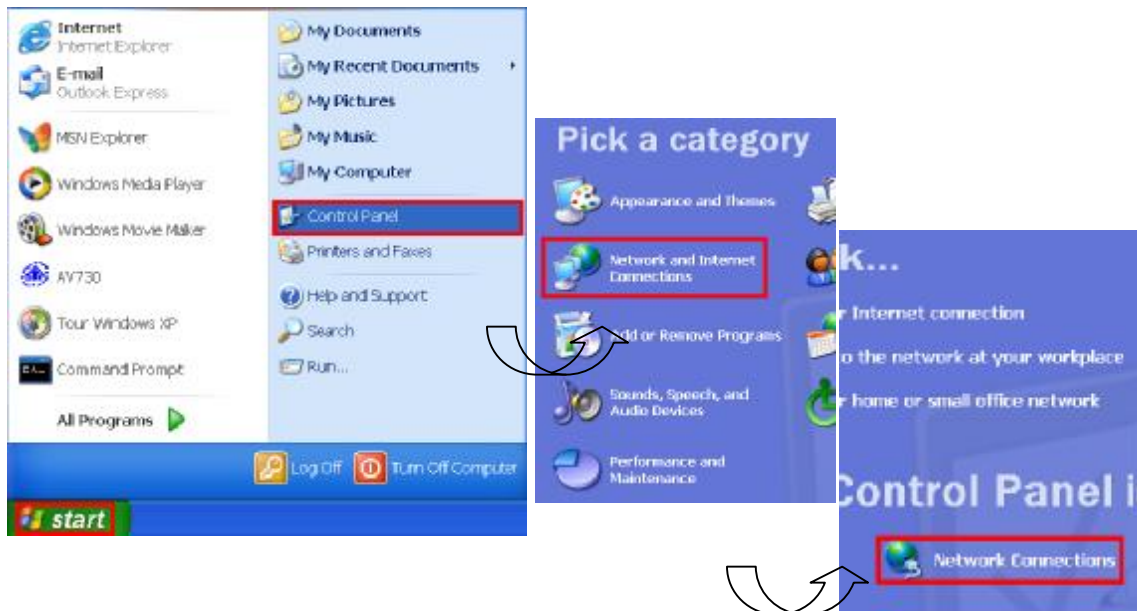 Internet
Internet Explorer
E-mail
Outlook Express
MSN Explorer
Windows Media Player
Windows Movie Maker
AV730
Tour Windows XP
Command Prompt
All Programs
My Documents
My Recent Documents
My Pictures
My Music
My Computer
Control Panel
Printers and Faxes
Help and Support
Search
Run...
Log Off
Turn Off Computer
start
Pick a category
Appearance and Themes
Network and Internet
Connections
Add or Remove Programs
Sounds, Speech, and
Audio Devices
Performance and
Maintenance
k...
r Internet connection
o the network at your workplace
r home or small office network
Control Panel i
Network Connections